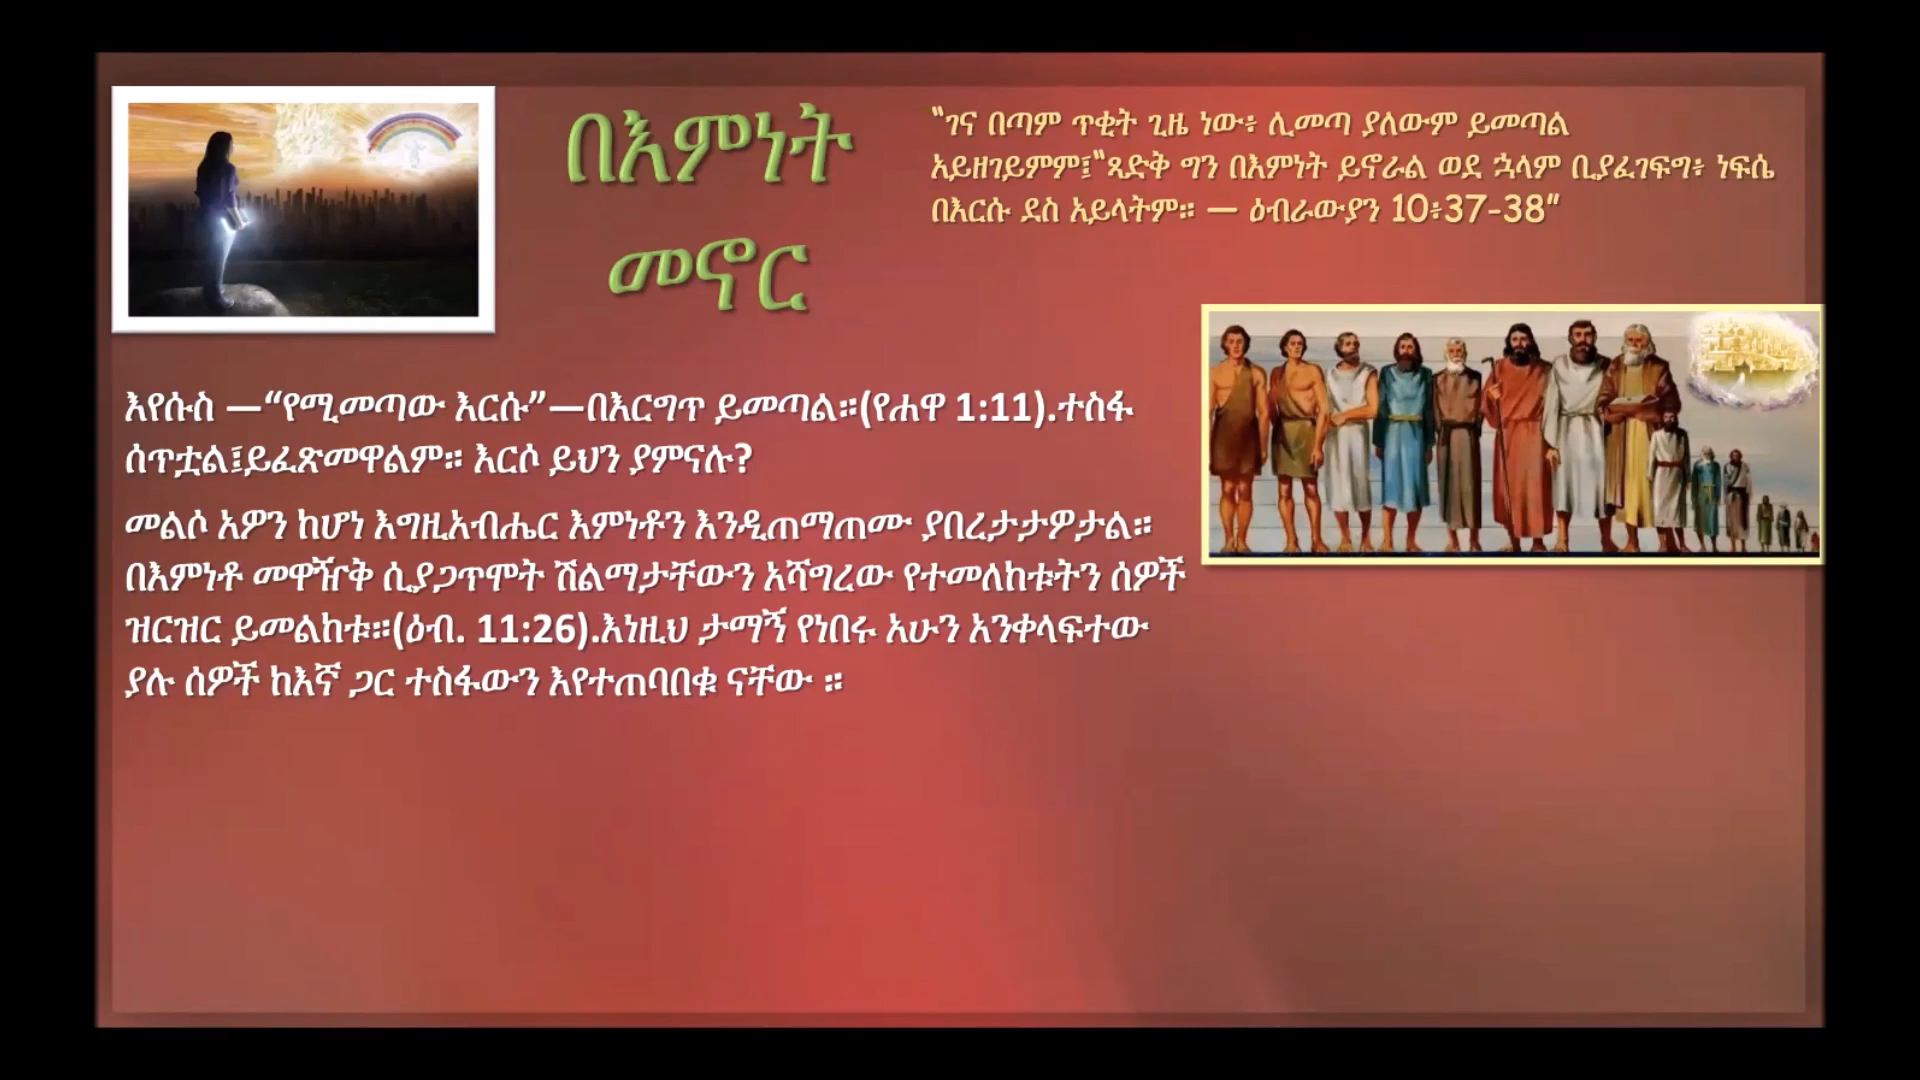 በእምነት
መኖር
“ገና በጣም ጥቂት ጊዜ ነው፥ ሊመጣ ያለውም ይመጣል
አይዘገይምም፤“ጻድቅ ግን በእምነት ይኖራል ወደ ኋላም ቢያፈገፍግ፥ ነፍሴ
በእርሱ ደስ አይላትም። — ዕብራውያን 10፥37-38”
እየሱስ —“የሚመጣው እርሱ”—በእርግጥ ይመጣል።(የሐዋ 1:11).ተስፋ
ሰጥቷል፤ይፈጽመዋልም። እርሶ ይህን ያምናሉ?
መልሶ አዎን ከሆነ እግዚአብሔር እምነቶን እንዲጠማጠሙ ያበረታታዎታል።
በእምነቶ መዋዥቅ ሲያጋጥሞት ሽልማታቸውን አሻግረው የተመለከቱትን ሰዎች
ዝርዝር ይመልከቱ።(ዕብ. 11:26).እነዚህ ታማኝ የነበሩ አሁን አንቀላፍተው
ያሉ ሰዎች ከእኛ ጋር ተስፋውን እየተጠባበቁ ናቸው ።